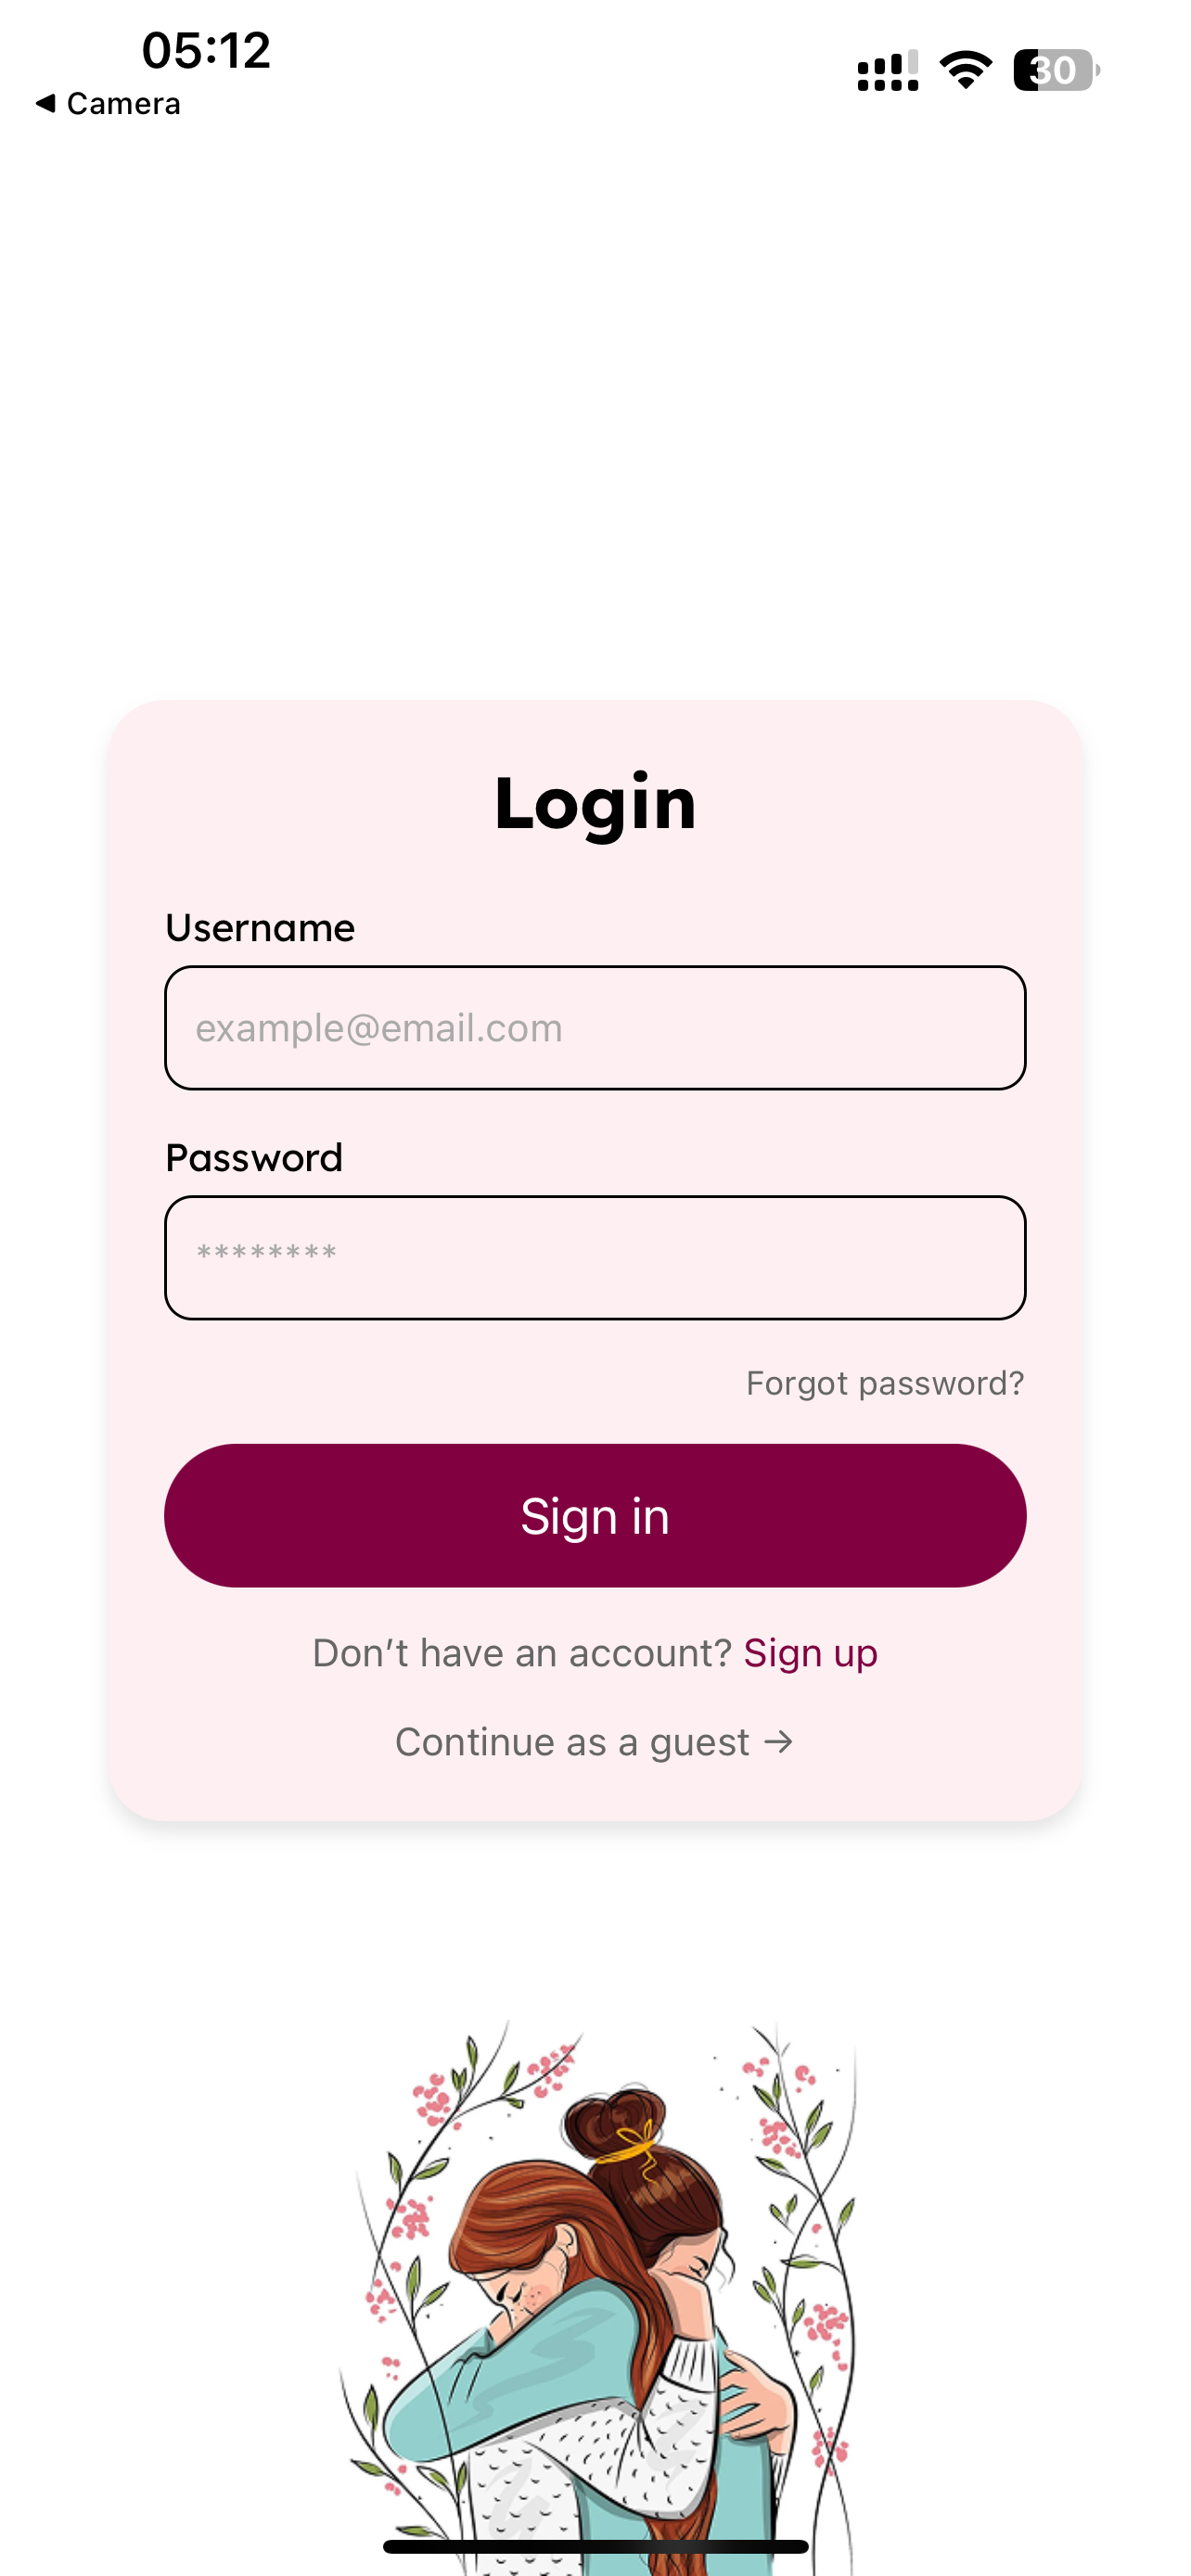 05:12
30
◀ Camera
Login
Username
example@email.com
Password
********
Forgot password?
Sign in
Don’t have an account? Sign up
Continue as a guest →